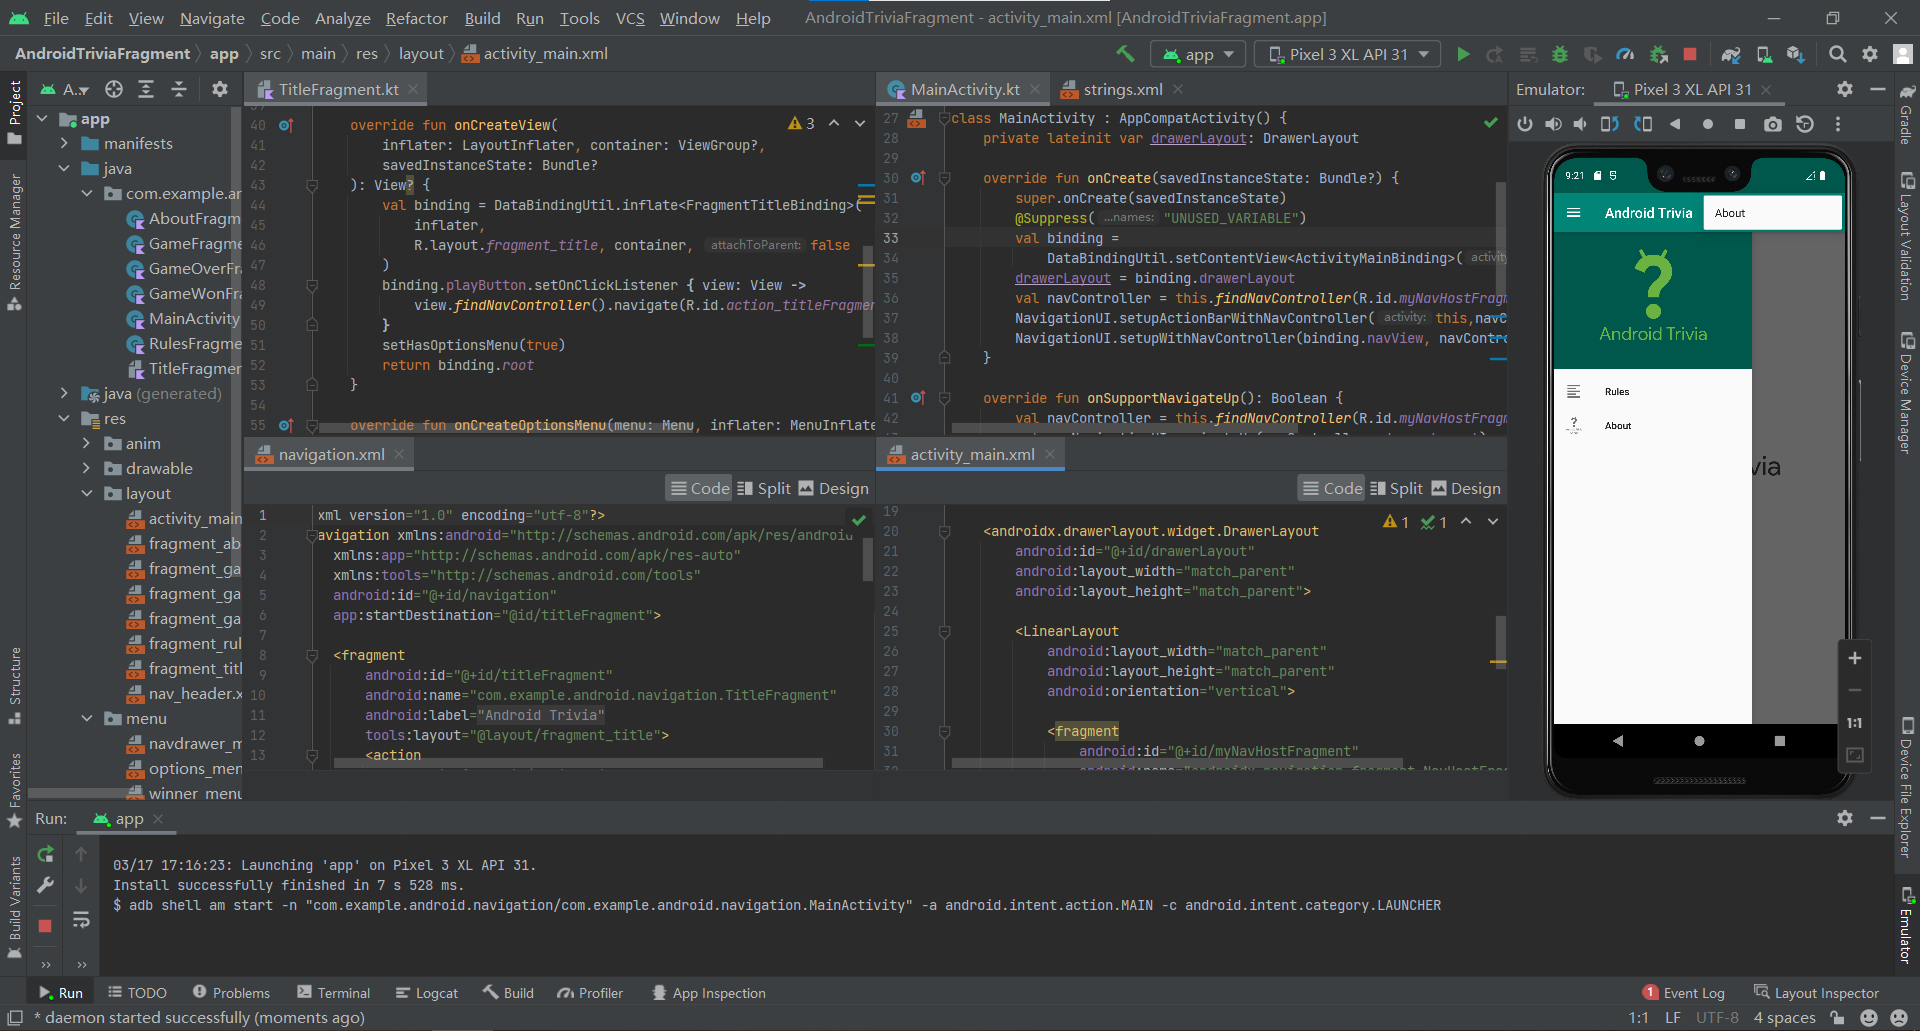 File Edit View Navigate Code Analyze Refactor Build Run Tools VCS Window Help AndroidTriviaFragment - activity_main.xml [AndroidTriviaFragment.app]
AndroidTriviaFragment app src main res layout activity_main.xml app Pixel 3 XL API 31
Project
Resource Manager
Structure
Favorites
Build Variants
A...
app
manifests
java
com.example.ar
AboutFragm
GameFragme
GameOverFra
GameWonFra
MainActivity
RulesFragme
TitleFragmer
java (generated)
res
anim
drawable
layout
activity_main
fragment_ab
fragment_ga
fragment_ga
fragment_ga
fragment_rul
fragment_titl
nav_header.x
menu
navdrawer_m
options_men
winner_menu
TitleFragment.kt
3
40 override fun onCreateView(
41 inflater: LayoutInflater, container: ViewGroup?,
42 savedInstanceState: Bundle?
43 ): View? {
44 val binding = DataBindingUtil.inflate<FragmentTitleBinding>(
45 inflater,
46 R.layout.fragment_title, container, attachToParent: false
47 )
48 binding.playButton.setOnClickListener { view: View ->
49 view.findNavController().navigate(R.id.action_titleFragmen
50 }
51 setHasOptionsMenu(true)
52 return binding.root
53 }
54
55 override fun onCreateOptionsMenu(menu: Menu, inflater: MenuInflate
MainActivity.kt strings.xml
27 class MainActivity : AppCompatActivity() {
28 private lateinit var drawerLayout: DrawerLayout
29
30 override fun onCreate(savedInstanceState: Bundle?) {
31 super.onCreate(savedInstanceState)
32 @Suppress( ...names: "UNUSED_VARIABLE")
33 val binding =
34 DataBindingUtil.setContentView<ActivityMainBinding>( activity
35 drawerLayout = binding.drawerLayout
36 val navController = this.findNavController(R.id.myNavHostFragm
37 NavigationUI.setupActionBarWithNavController( activity: this,navC
38 NavigationUI.setupWithNavController(binding.navView, navContro
39 }
40
41 override fun onSupportNavigateUp(): Boolean {
42 val navController = this.findNavController(R.id.myNavHostFragm
navigation.xml
Code Split Design
1 xml version="1.0" encoding="utf-8"?>
2 avigation xmlns:android="http://schemas.android.com/apk/res/android
3 xmlns:app="http://schemas.android.com/apk/res-auto"
4 xmlns:tools="http://schemas.android.com/tools"
5 android:id="@+id/navigation"
6 app:startDestination="@id/titleFragment">
7
8 <fragment
9 android:id="@+id/titleFragment"
10 android:name="com.example.android.navigation.TitleFragment"
11 android:label="Android Trivia"
12 tools:layout="@layout/fragment_title">
13 <action
activity_main.xml
Code Split Design
1 1
19
20 <androidx.drawerlayout.widget.DrawerLayout
21 android:id="@+id/drawerLayout"
22 android:layout_width="match_parent"
23 android:layout_height="match_parent">
24
25 <LinearLayout
26 android:layout_width="match_parent"
27 android:layout_height="match_parent"
28 android:orientation="vertical">
29
30 <fragment
31 android:id="@+id/myNavHostFragment"
Emulator: Pixel 3 XL API 31
9:21
Android Trivia About
Android Trivia
Rules
About
via
1:1
Gradle
Layout Validation
Device Manager
Device File Explorer
Emulator
Run: app
03/17 17:16:23: Launching 'app' on Pixel 3 XL API 31.
Install successfully finished in 7 s 528 ms.
$ adb shell am start -n "com.example.android.navigation/com.example.android.navigation.MainActivity" -a android.intent.action.MAIN -c android.intent.category.LAUNCHER
Run TODO Problems Terminal Logcat Build Profiler App Inspection 1 Event Log Layout Inspector
* daemon started successfully (moments ago) 1:1 LF UTF-8 4 spaces